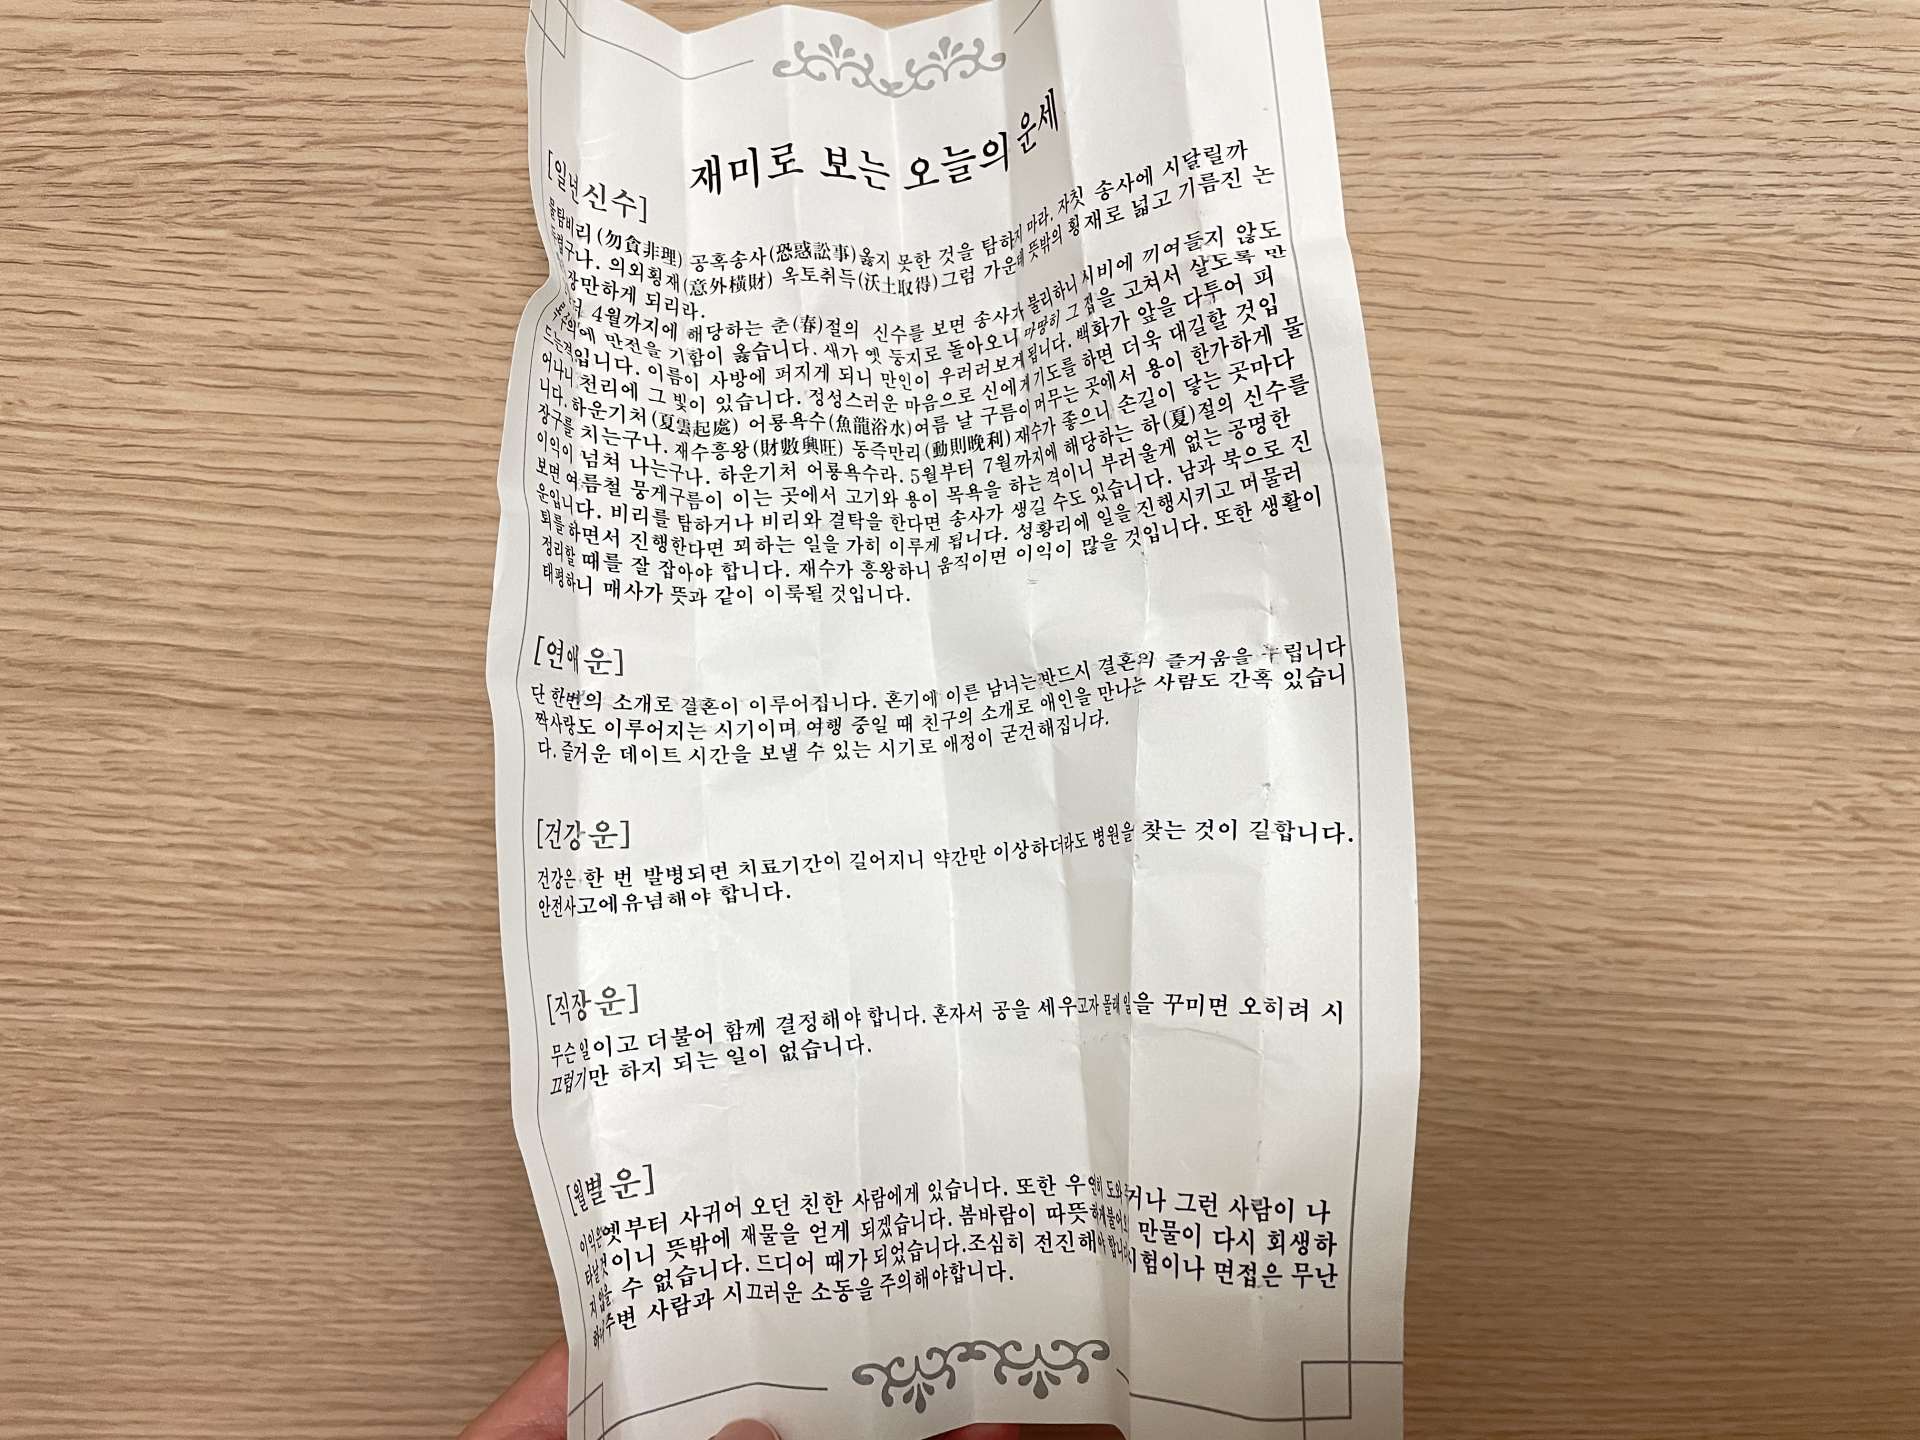 재미로 보는 오늘의 운세
[일년신수]
물탐비리(勿貪非理) 공혹송사(恐惑訟事)옳지 못한 것을 탐하지 마라. 자칫 송사에 시달릴까
두렵구나. 의외횡재(意外橫財) 옥토취득(沃土取得)그럼 가운데 뜻밖의 횡재로 넓고 기름진 논
장만하게 되리라.
4월까지에 해당하는 춘(春)절의 신수를 보면 송사가 불리하니 시비에 끼여들지 않도
만전을 기함이 옳습니다. 새가 옛 둥지로 돌아오니 마땅히 그 집을 고쳐서 살도록 만
드는격입니다. 이름이 사방에 퍼지게 되니 만인이 우러러보게 됩니다. 백화가 앞을 다투어 피
어나니 천리에 그 빛이 있습니다. 정성스러운 마음으로 신에게 기도를 하면 더욱 대길할 것입
니다. 하운기처(夏雲起處) 어룡욕수(魚龍浴水)여름 날 구름이 머무는 곳에서 용이 한가하게 물
장구를 치는구나. 재수흥왕(財數興旺) 동즉만리(動則晩利)재수가 좋으니 손길이 닿는 곳마다
이익이 넘쳐 나는구나. 하운기처 어룡욕수라. 5월부터 7월까지에 해당하는 하(夏)절의 신수를
보면 여름철 뭉게구름이 이는 곳에서 고기와 용이 목욕을 하는 격이니 부러울게 없는 공명한
운입니다. 비리를 탐하거나 비리와 결탁을 한다면 송사가 생길 수도 있습니다. 남과 북으로 진
퇴를 하면서 진행한다면 꾀하는 일을 가히 이루게 됩니다. 성황리에 일을 진행시키고 머물러
정리할 때를 잘 잡아야 합니다. 재수가 흥왕하니 움직이면 이익이 많을 것입니다. 또한 생활이
태평하니 매사가 뜻과 같이 이룩될 것입니다.
[연애운]
단 한번의 소개로 결혼이 이루어집니다. 혼기에 이른 남녀는 반드시 결혼의 즐거움을 누립니다
짝사랑도 이루어지는 시기이며 여행 중일 때 친구의 소개로 애인을 만나는 사람도 간혹 있습니
다. 즐거운 데이트 시간을 보낼 수 있는 시기로 애정이 굳건해집니다.
[건강운]
건강은 한 번 발병되면 치료기간이 길어지니 약간만 이상하더라도 병원을 찾는 것이 길합니다.
안전사고에유념해야 합니다.
[직장운]
무슨일이고 더불어 함께 결정해야 합니다. 혼자서 공을 세우고자 몰래 일을 꾸미면 오히려 시
끄럽기만 하지 되는 일이 없습니다.
[월별운]
이익은옛부터 사귀어 오던 친한 사람에게 있습니다. 또한 우연히 거나 그런 사람이 나
타날것이니 뜻밖에 재물을 얻게 되겠습니다. 봄바람이 따뜻하게 만물이 다시 회생하
지 않을 수 없습니다. 드디어 때가 되었습니다.조심히 전진해야 합니다 시험이나 면접은 무난
하니 주변 사람과 시끄러운 소동을 주의해야합니다.